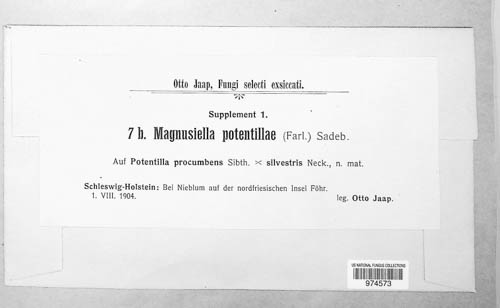 Otto Jaap, Fungi selecti exsiccati.
Supplement 1.
7 b. Magnusiella potentillae (Farl.) Sadeb.
Auf Potentilla procumbens Sibth. × silvestris Neck., n. mat.
Schleswig-Holstein: Bei Nieblum auf der nordfriesischen Insel Föhr.
1. VIII. 1904. leg. Otto Jaap.
US NATIONAL FUNGUS COLLECTIONS
974573